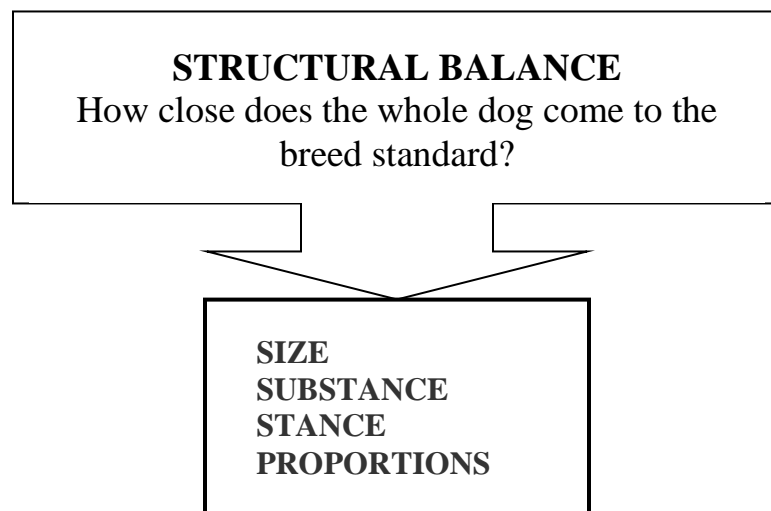 STRUCTURAL BALANCE
How close does the whole dog come to the
breed standard?
SIZE
SUBSTANCE
STANCE
PROPORTIONS